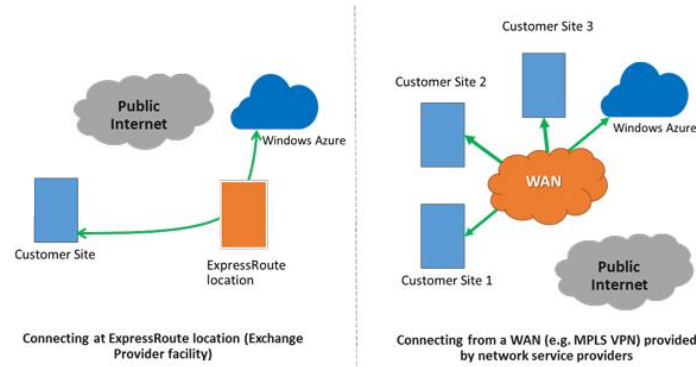 Public
Internet
Windows Azure
Customer Site
ExpressRoute
location
Connecting at ExpressRoute location (Exchange
Provider facility)
Customer Site 3
Customer Site 2
Windows Azure
WAN
Customer Site 1
Public
Internet
Connecting from a WAN (e.g. MPLS VPN) provided
by network service providers